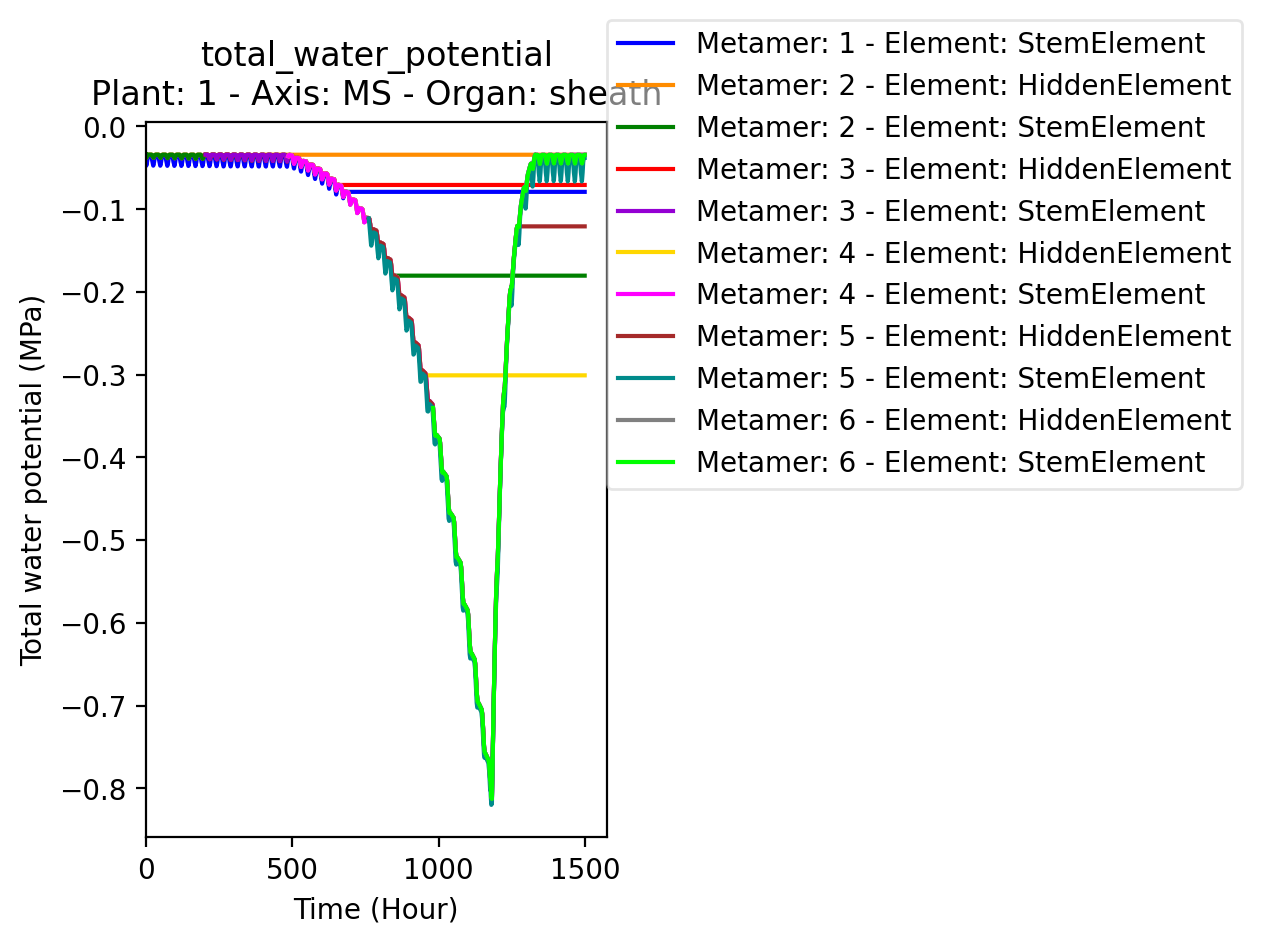 total_water_potential
Plant: 1 - Axis: MS - Organ: sheath
Metamer: 1 - Element: StemElement
Metamer: 2 - Element: HiddenElement
Metamer: 2 - Element: StemElement
Metamer: 3 - Element: HiddenElement
Metamer: 3 - Element: StemElement
Metamer: 4 - Element: HiddenElement
Metamer: 4 - Element: StemElement
Metamer: 5 - Element: HiddenElement
Metamer: 5 - Element: StemElement
Metamer: 6 - Element: HiddenElement
Metamer: 6 - Element: StemElement
Total water potential (MPa)
0.0
−0.1
−0.2
−0.3
−0.4
−0.5
−0.6
−0.7
−0.8
0 500 1000 1500
Time (Hour)